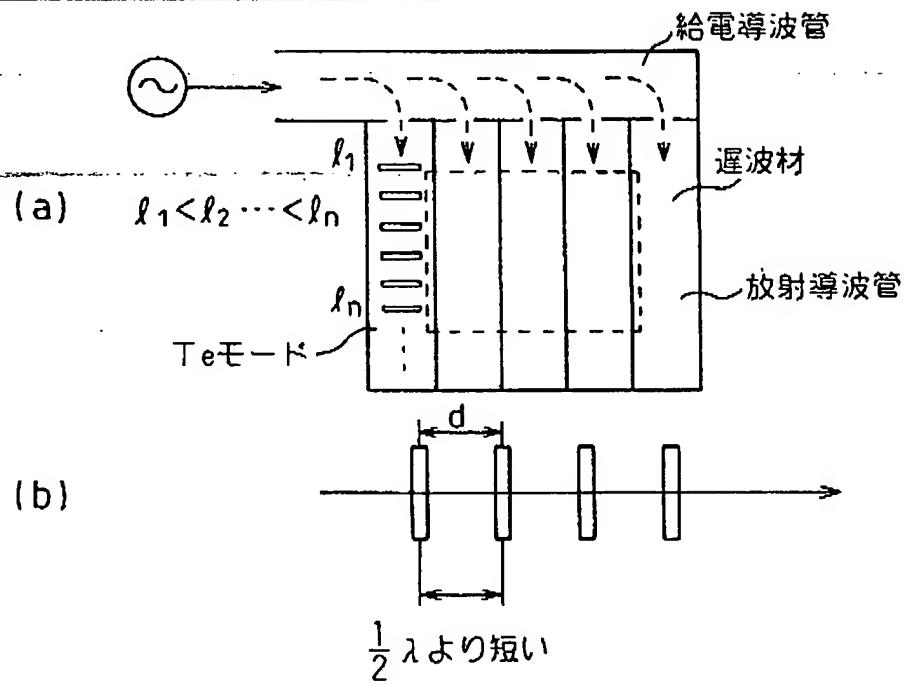 給電導波管
ℓ1
遅波材
(a)
ℓ1<ℓ2…<ℓn
放射導波管
ℓn
Teモード
d
(b)
1/2 λより短い